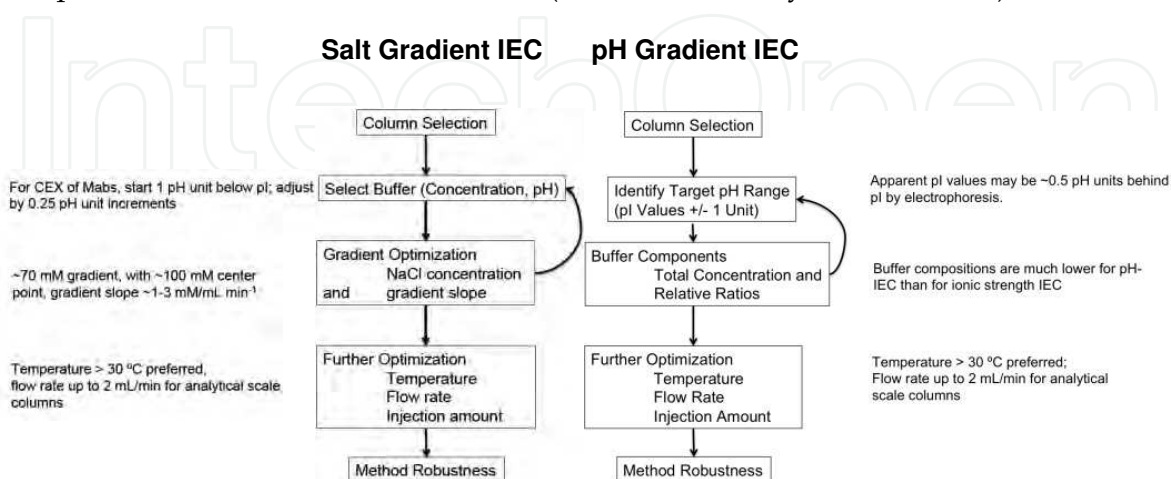 Salt Gradient IEC pH Gradient IEC
Column Selection
For CEX of Mabs, start 1 pH unit below pI; adjust
by 0.25 pH unit increments
Select Buffer (Concentration, pH)
Gradient Optimization
NaCl concentration
and gradient slope
~70 mM gradient, with ~100 mM center
point, gradient slope ~1-3 mM/mL min-1
Further Optimization
Temperature
Flow rate
Injection amount
Temperature > 30 ºC preferred,
flow rate up to 2 mL/min for analytical scale
columns
Method Robustness
Column Selection
Identify Target pH Range
(pI Values +/- 1 Unit)
Apparent pI values may be ~0.5 pH units behind
pI by electrophoresis.
Buffer Components
Total Concentration and
Relative Ratios
Buffer compositions are much lower for pH-
IEC than for ionic strength IEC
Further Optimization
Temperature
Flow Rate
Injection Amount
Temperature > 30 ºC preferred;
Flow rate up to 2 mL/min for analytical
scale columns
Method Robustness
IntechOpen